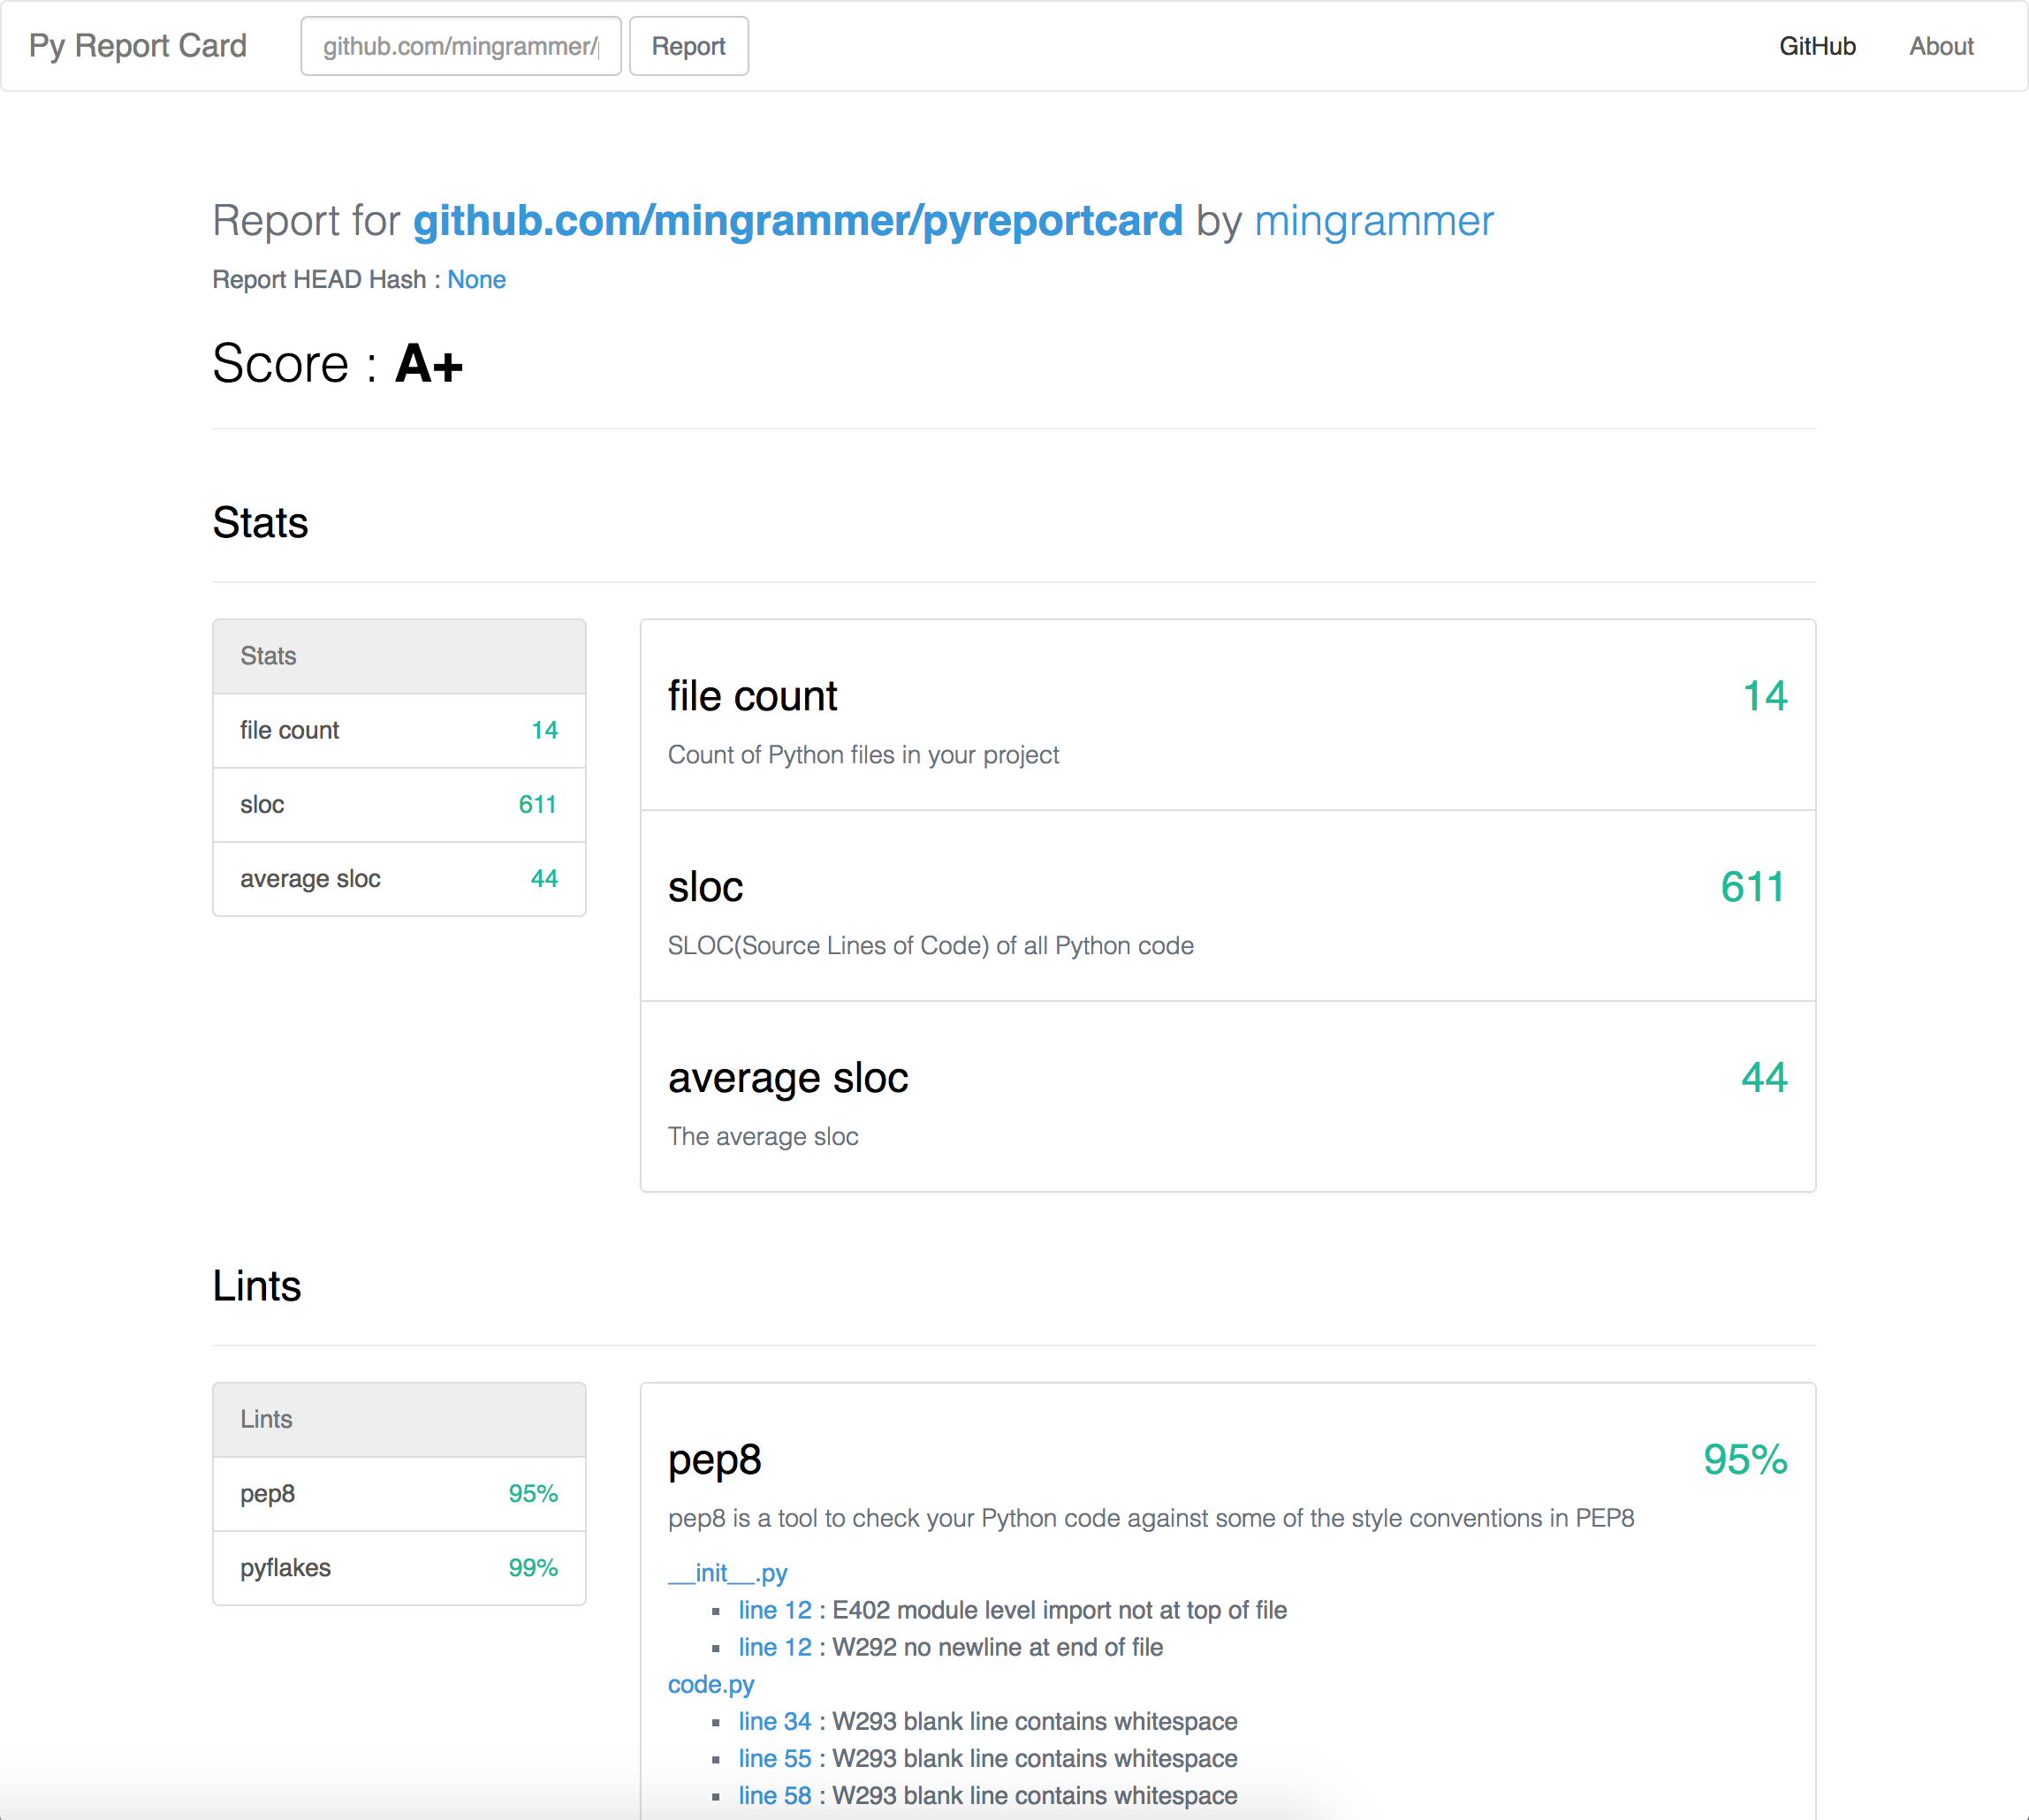 Py Report Card github.com/mingrammer/ Report GitHub About
Report for github.com/mingrammer/pyreportcard by mingrammer
Report HEAD Hash : None
Score : A+
Stats
Stats
file count 14
sloc 611
average sloc 44
file count 14
Count of Python files in your project
sloc 611
SLOC(Source Lines of Code) of all Python code
average sloc 44
The average sloc
Lints
Lints
pep8 95%
pyflakes 99%
pep8 95%
pep8 is a tool to check your Python code against some of the style conventions in PEP8
__init__.py
line 12 : E402 module level import not at top of file
line 12 : W292 no newline at end of file
code.py
line 34 : W293 blank line contains whitespace
line 55 : W293 blank line contains whitespace
line 58 : W293 blank line contains whitespace